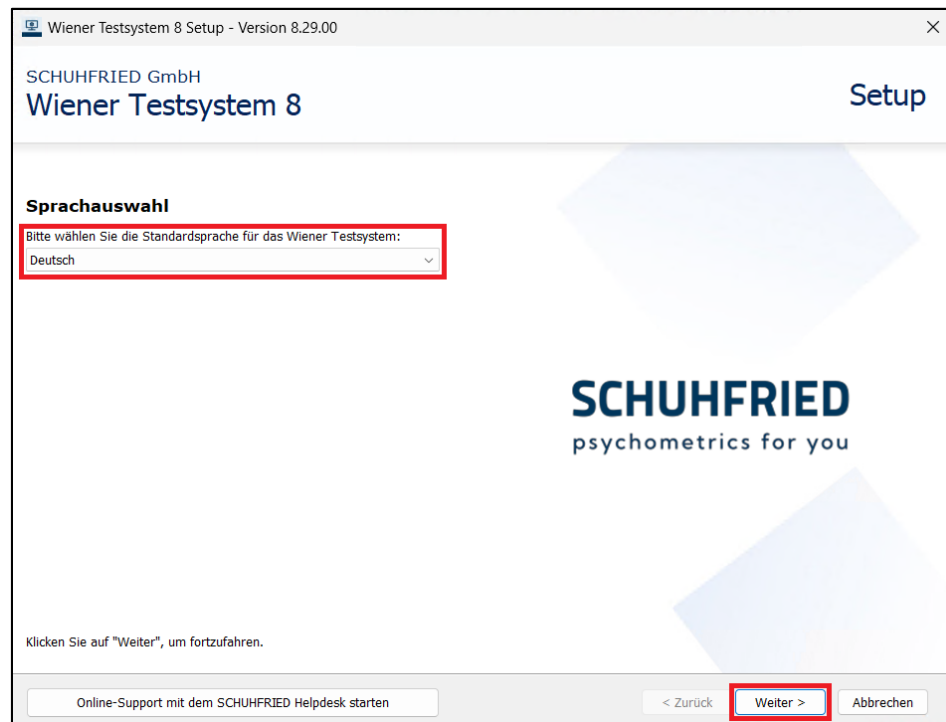 Wiener Testsystem 8 Setup - Version 8.29.00
SCHUHFRIED GmbH
Wiener Testsystem 8
Setup
Sprachauswahl
Bitte wählen Sie die Standardsprache für das Wiener Testsystem:
Deutsch
SCHUHFRIED
psychometrics for you
Klicken Sie auf "Weiter", um fortzufahren.
Online-Support mit dem SCHUHFRIED Helpdesk starten
< Zurück
Weiter >
Abbrechen